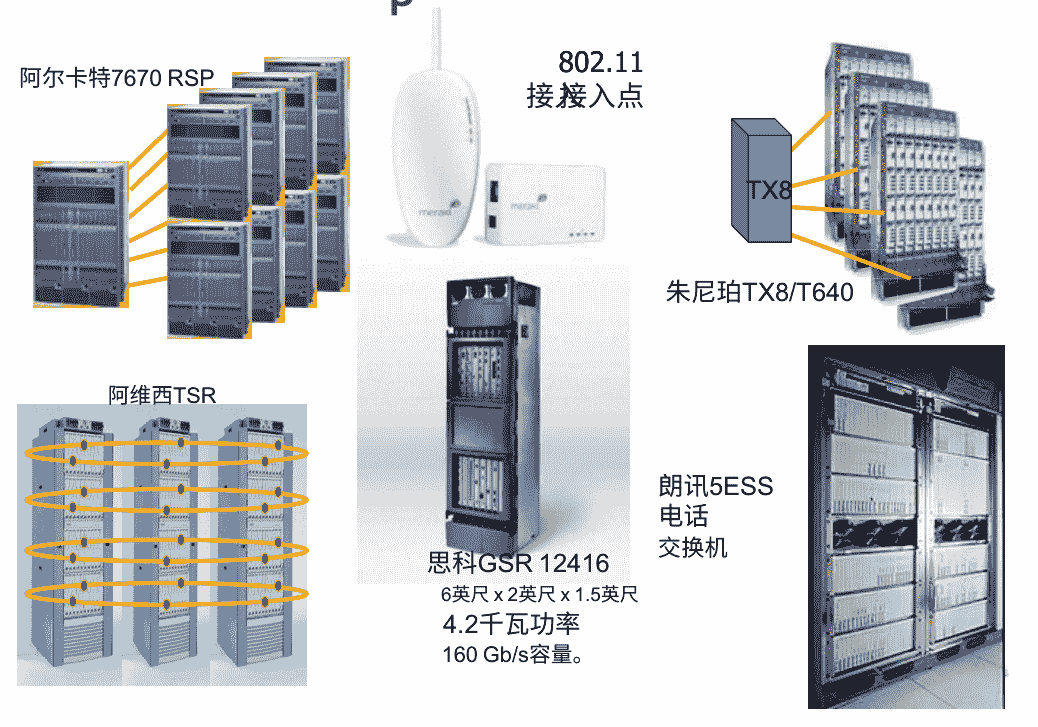 p
阿尔卡特7670 RSP
802.11
接入接入点
meraki
meraki
TX8
朱尼珀TX8/T640
阿维西TSR
朗讯5ESS
电话
交换机
思科GSR 12416
6英尺 x 2英尺 x 1.5英尺
4.2千瓦功率
160 Gb/s容量。